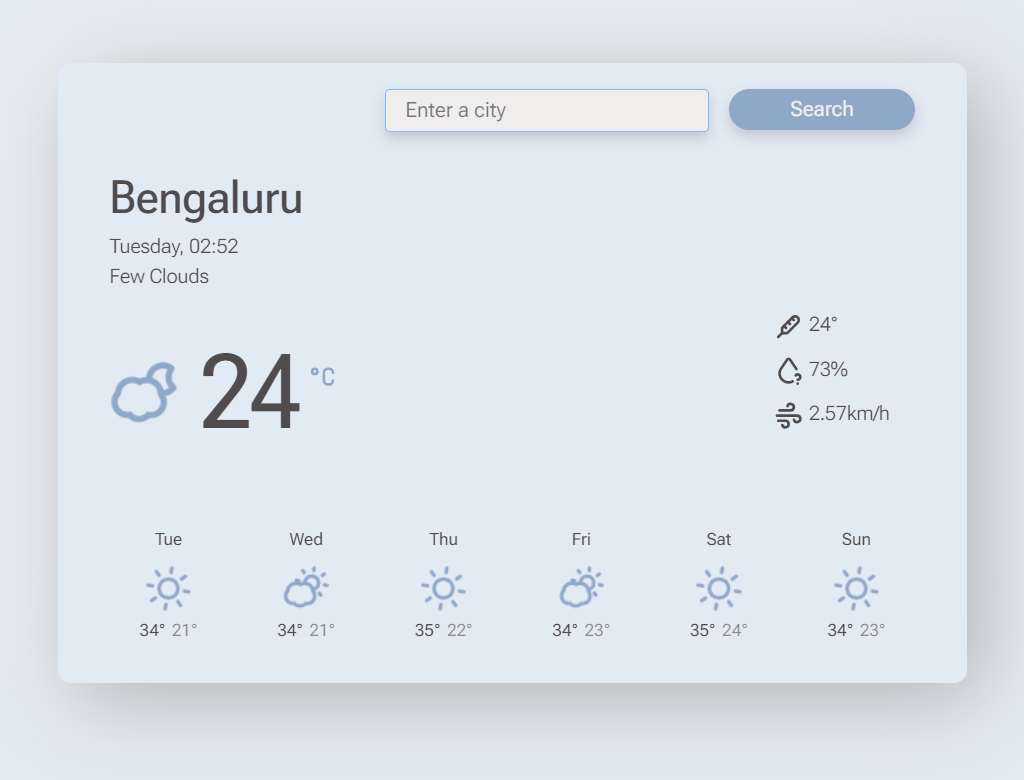 Enter a city
Search
Bengaluru
Tuesday, 02:52
Few Clouds
24 °C
24°
73%
2.57km/h
Tue Wed Thu Fri Sat Sun
34° 21° 34° 21° 35° 22° 34° 23° 35° 24° 34° 23°